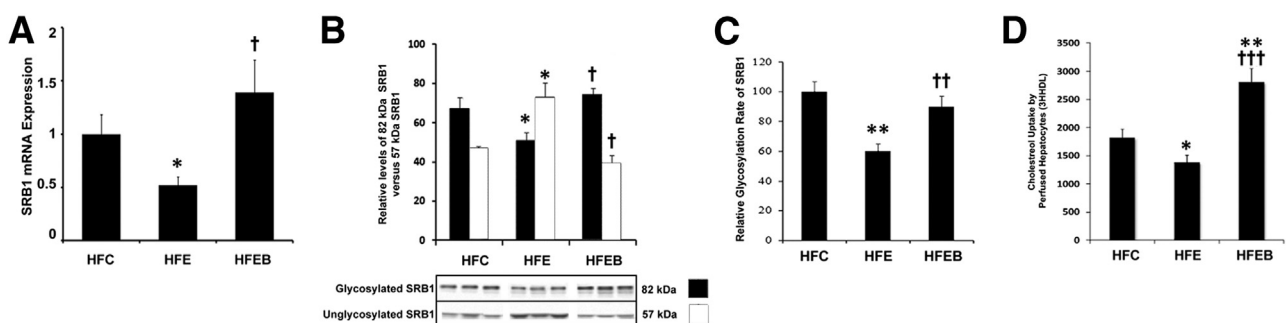 A
SRB1 mRNA Expression
2
1.5
1
0.5
0
*
†
HFC
HFE
HFEB
B
Relative levels of 82 kDa SRB1
versus 57 kDa SRB1
100
80
60
40
20
0
*
*
†
†
HFC
HFE
HFEB
Glycosylated SRB1
82 kDa
Unglycosylated SRB1
57 kDa
C
Relative Glycosylation Rate of SRB1
120
100
80
60
40
20
0
**
††
HFC
HFE
HFEB
D
Cholestreol Uptake by
Perfused Hepatocytes (3HHDL)
3500
3000
2500
2000
1500
1000
500
0
*
**
†††
HFC
HFE
HFEB